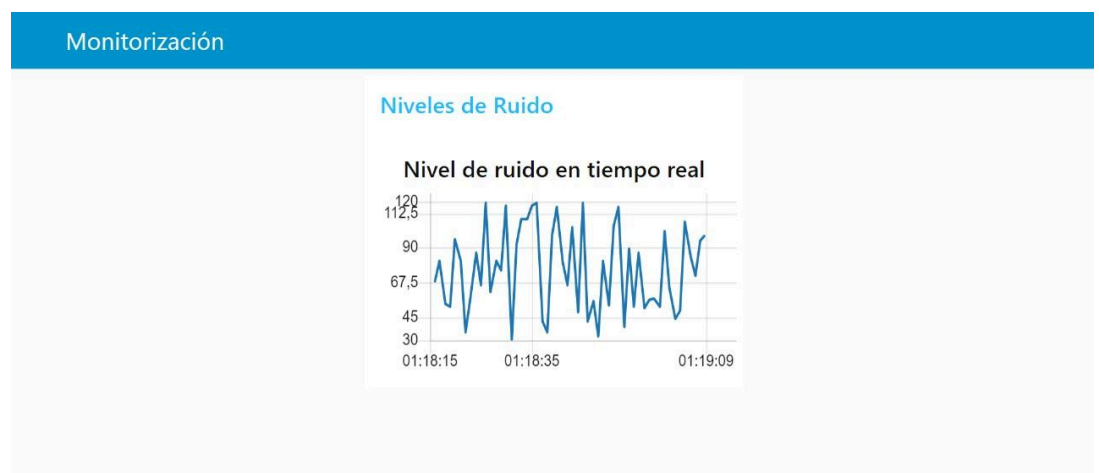 Monitorización
Niveles de Ruido
Nivel de ruido en tiempo real
120
112,5
90
67,5
45
30
01:18:15 01:18:35 01:19:09